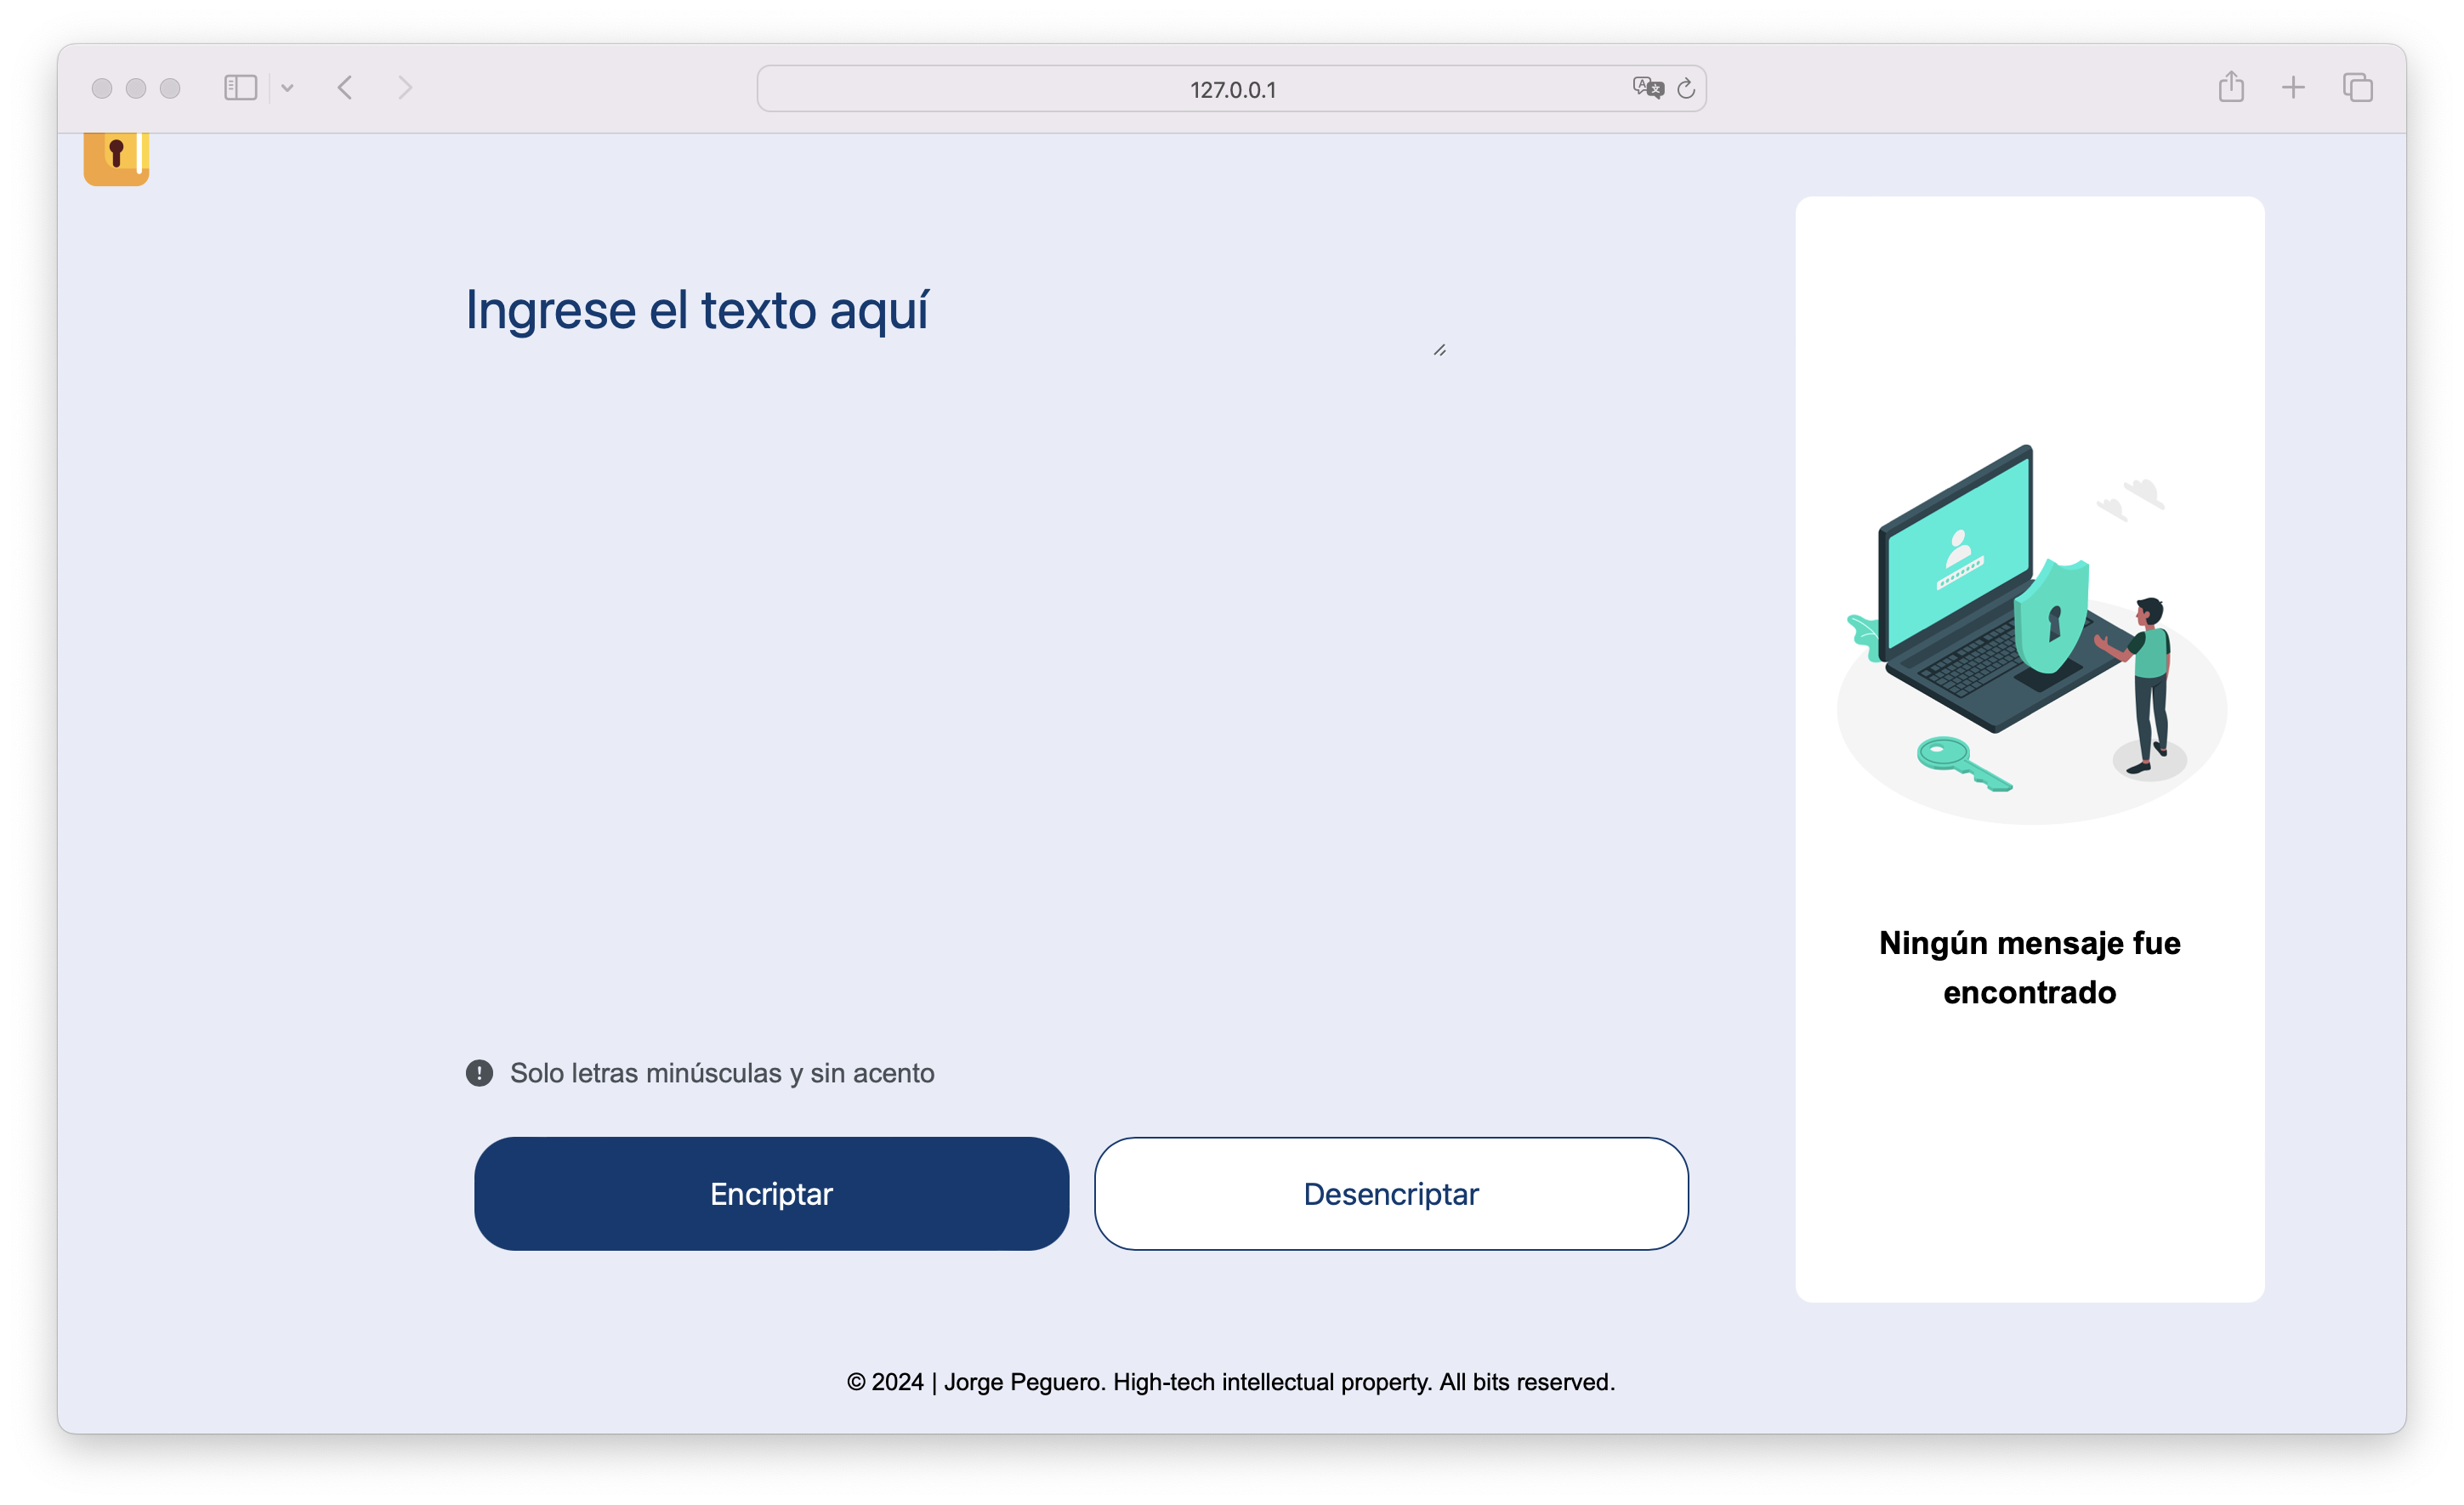 127.0.0.1
Ingrese el texto aquí
Ningún mensaje fue
encontrado
Solo letras minúsculas y sin acento
Encriptar
Desencriptar
© 2024 | Jorge Peguero. High-tech intellectual property. All bits reserved.